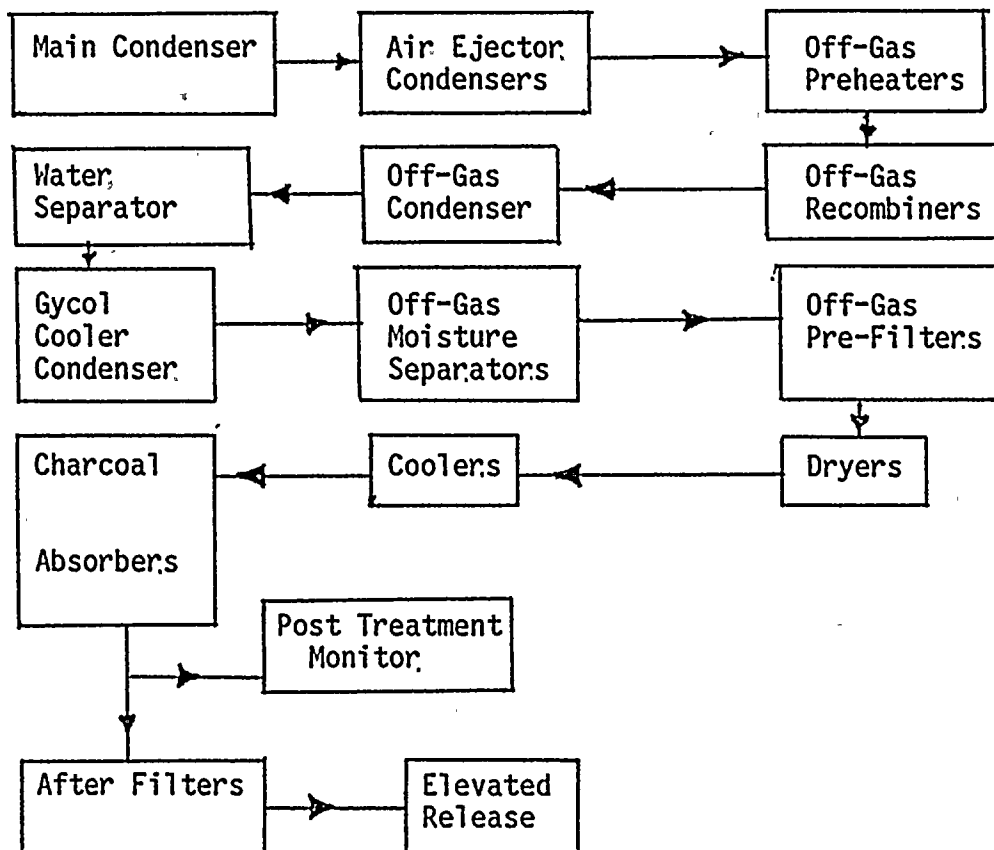 Main Condenser
Air Ejector
Condensers
Off-Gas
Preheaters
Water
Separator
Off-Gas
Condenser
Off-Gas
Recombiners
Gycol
Cooler
Condenser
Off-Gas
Moisture
Separators
Off-Gas
Pre-Filters
Charcoal
Absorbers
Coolers
Dryers
Post Treatment
Monitor
After Filters
Elevated
Release